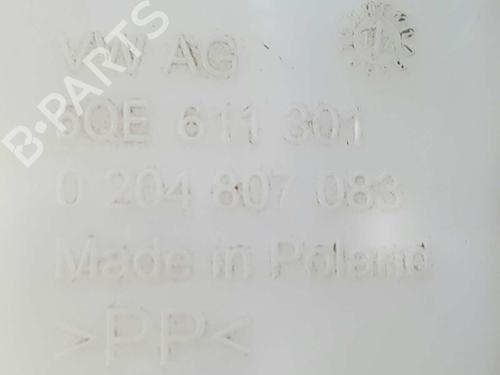 VW AG
5QE 611 301
0 204 807 083
Made in Poland
>PP<
B-PARTS